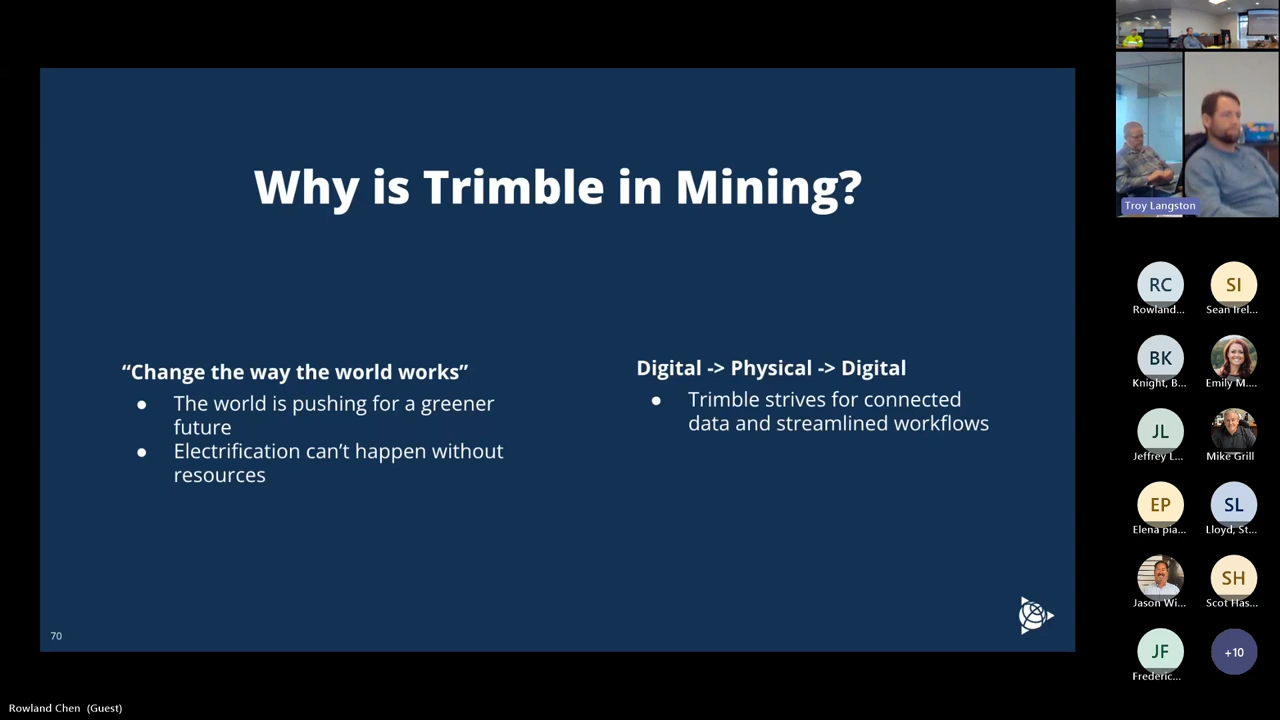 Why is Trimble in Mining?
“Change the way the world works”
● The world is pushing for a greener
future
● Electrification can’t happen without
resources
Digital -> Physical -> Digital
● Trimble strives for connected
data and streamlined workflows
70
Troy Langston
RC
Rowland...
SI
Sean Irel...
BK
Knight, B...
Emily M....
JL
Jeffrey L...
Mike Grill
EP
Elena pia...
SL
Lloyd, St...
Jason Wi...
SH
Scot Has...
JF
Frederic...
+10
Rowland Chen (Guest)